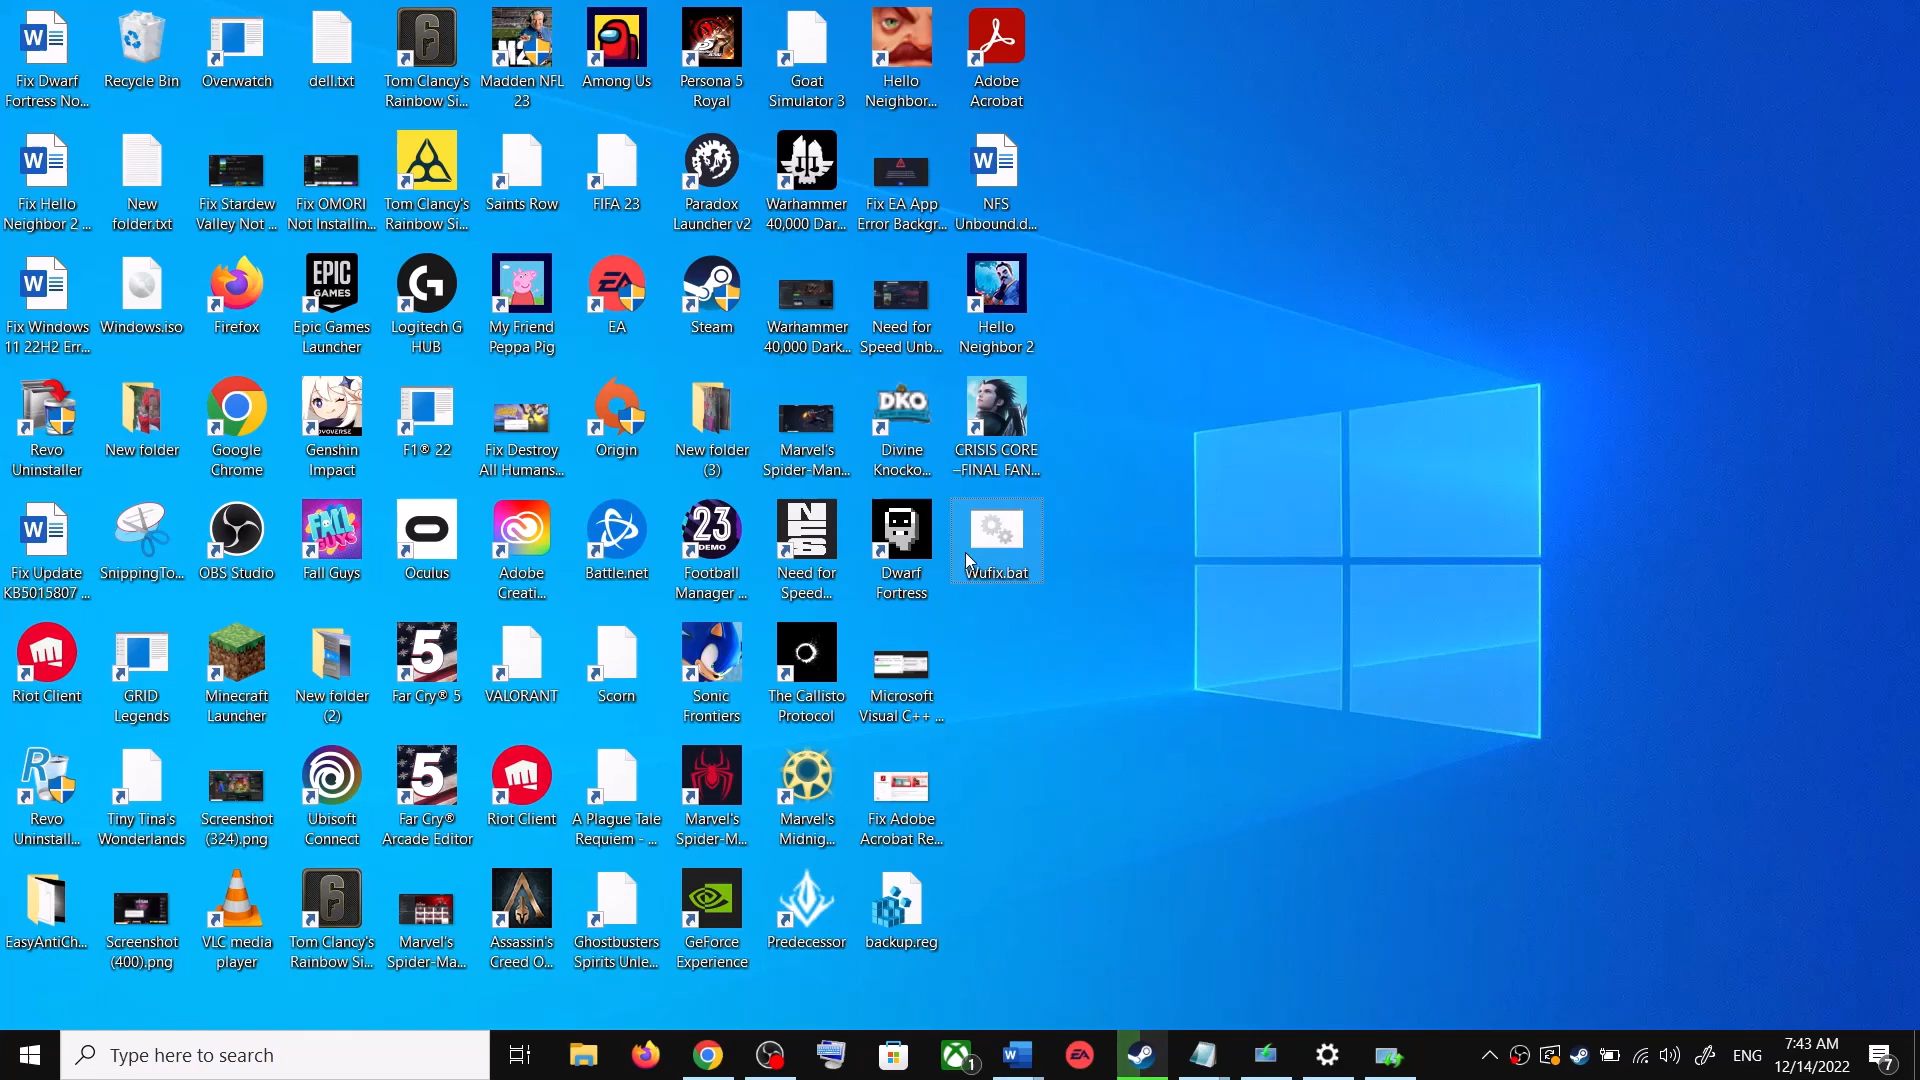 Fix Dwarf
Fortress No...
Recycle Bin
Overwatch
dell.txt
Tom Clancy's
Rainbow Si...
Madden NFL
23
Among Us
Persona 5
Royal
Goat
Simulator 3
Hello
Neighbor...
Adobe
Acrobat
Fix Hello
Neighbor 2 ...
New
folder.txt
Fix Stardew
Valley Not ...
Fix OMORI
Not Installin...
Tom Clancy's
Rainbow Si...
Saints Row
FIFA 23
Paradox
Launcher v2
Warhammer
40,000 Dar...
Fix EA App
Error Backgr...
NFS
Unbound.d...
Fix Windows
11 22H2 Err...
Windows.iso
Firefox
EPIC
GAMES
Epic Games
Launcher
Logitech G
HUB
My Friend
Peppa Pig
EA
Steam
Warhammer
40,000 Dark...
Need for
Speed Unb...
Hello
Neighbor 2
Revo
Uninstaller
New folder
Google
Chrome
Genshin
Impact
F1® 22
Fix Destroy
All Humans...
Origin
New folder
(3)
Marvel's
Spider-Man...
DKO
Divine
Knocko...
CRISIS CORE
–FINAL FAN...
Fix Update
KB5015807 ...
SnippingTo...
OBS Studio
FALL
GUYS
Fall Guys
Oculus
Adobe
Creati...
Battle.net
23
DEMO
Football
Manager ...
Need for
Speed...
Dwarf
Fortress
Wufix.bat
Riot Client
GRID
Legends
Minecraft
Launcher
New folder
(2)
5
Far Cry® 5
VALORANT
Scorn
Sonic
Frontiers
The Callisto
Protocol
Microsoft
Visual C++ ...
Revo
Uninstall...
Tiny Tina's
Wonderlands
Screenshot
(324).png
Ubisoft
Connect
5
Far Cry®
Arcade Editor
Riot Client
A Plague Tale
Requiem - ...
Marvel's
Spider-M...
Marvel's
Midnig...
Fix Adobe
Acrobat Re...
EasyAntiCh...
Screenshot
(400).png
VLC media
player
Tom Clancy's
Rainbow Si...
Marvel's
Spider-Ma...
Assassin's
Creed O...
Ghostbusters
Spirits Unle...
GeForce
Experience
Predecessor
backup.reg
Type here to search
1
ENG
7:43 AM
12/14/2022
7